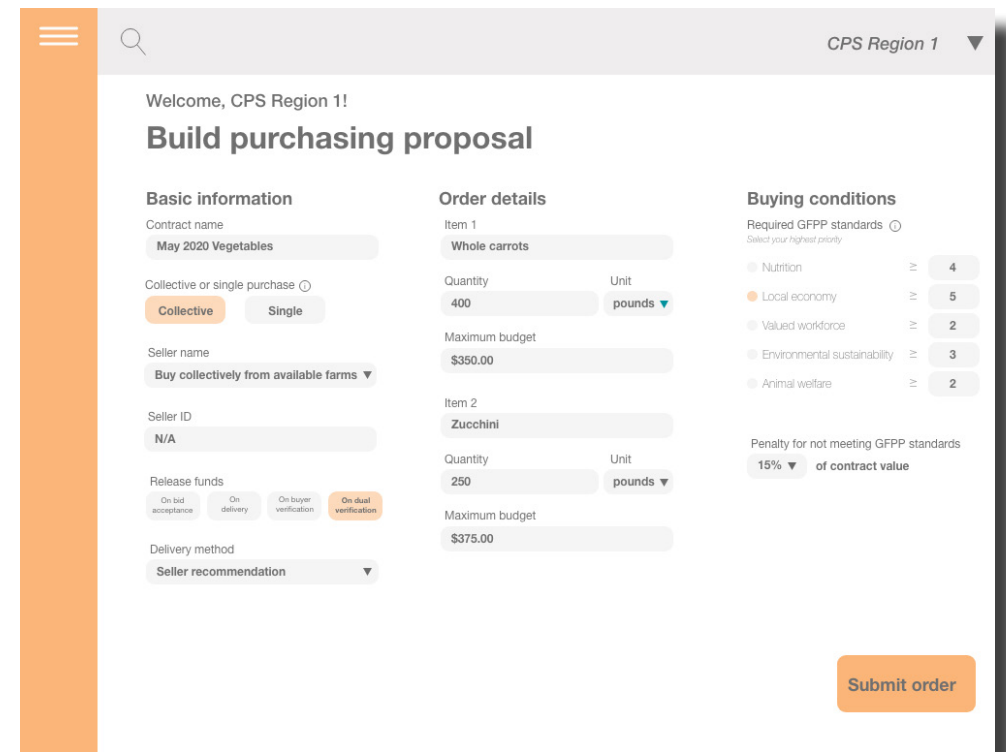 CPS Region 1 ▼
Welcome, CPS Region 1!
Build purchasing proposal
Basic information
Contract name
May 2020 Vegetables
Collective or single purchase ⓘ
Collective Single
Seller name
Buy collectively from available farms ▼
Seller ID
N/A
Release funds
On bid
acceptance
On
delivery
On buyer
verification
On dual
verification
Delivery method
Seller recommendation ▼
Order details
Item 1
Whole carrots
Quantity Unit
400 pounds ▼
Maximum budget
$350.00
Item 2
Zucchini
Quantity Unit
250 pounds ▼
Maximum budget
$375.00
Buying conditions
Required GFPP standards ⓘ
Select your highest priority
Nutrition ≥ 4
Local economy ≥ 5
Valued workforce ≥ 2
Environmental sustainability ≥ 3
Animal welfare ≥ 2
Penalty for not meeting GFPP standards
15% ▼ of contract value
Submit order